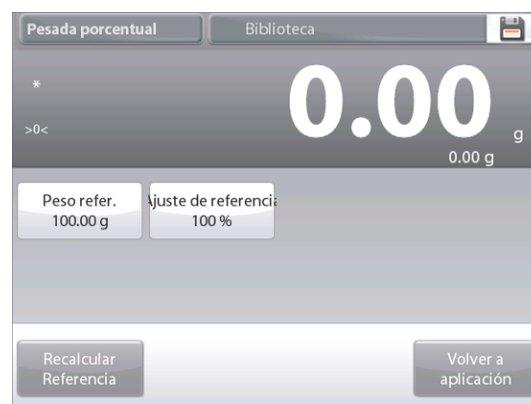 Pesada porcentual
Biblioteca
*
>0<
0.00
g
0.00 g
Peso refer.
100.00 g
Ajuste de referencia
100 %
Recalcular
Referencia
Volver a
aplicación